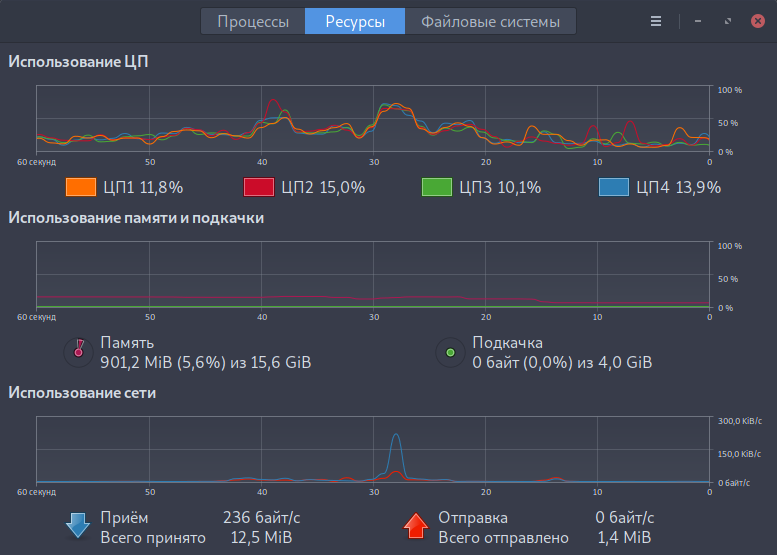 Процессы Ресурсы Файловые системы
Использование ЦП
100 %
50 %
0 %
60 секунд 50 40 30 20 10 0
ЦП1 11,8% ЦП2 15,0% ЦП3 10,1% ЦП4 13,9%
Использование памяти и подкачки
100 %
50 %
0 %
60 секунд 50 40 30 20 10 0
Память Подкачка
901,2 MiB (5,6%) из 15,6 GiB 0 байт (0,0%) из 4,0 GiB
Использование сети
300,0 KiB/с
150,0 KiB/с
0 байт/с
60 секунд 50 40 30 20 10 0
Приём 236 байт/с Отправка 0 байт/с
Всего принято 12,5 MiB Всего отправлено 1,4 MiB